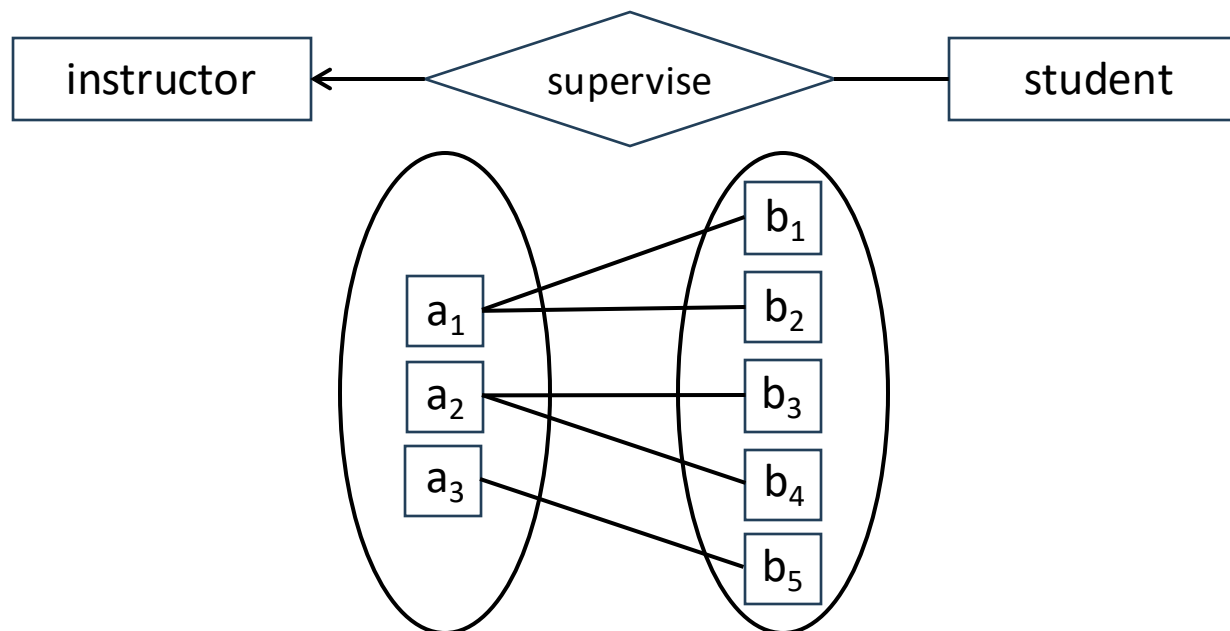 instructor
supervise
student
b₁
a₁
b₂
a₂
b₃
a₃
b₄
b₅